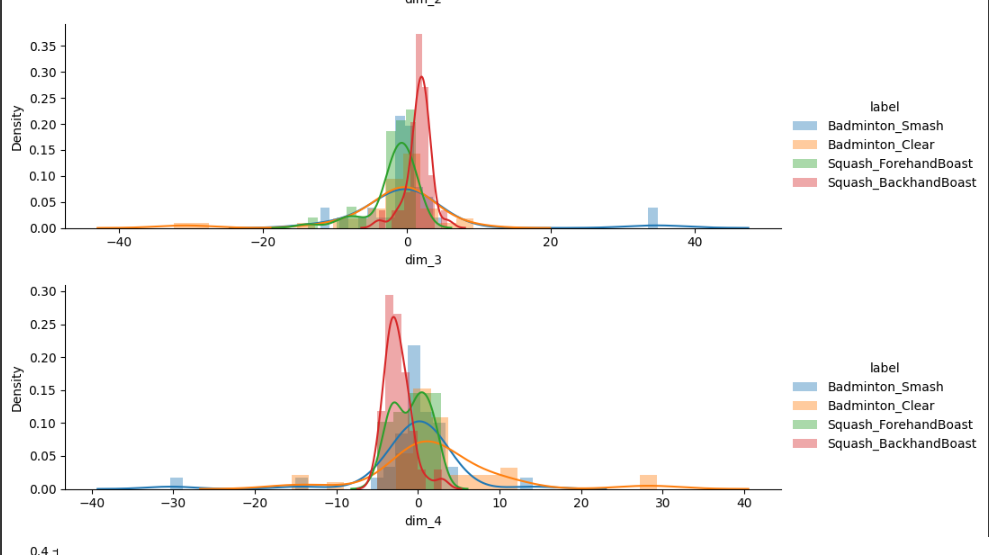 dim_2
0.35
0.30
0.25
0.20
0.15
0.10
0.05
0.00
Density
−40
−20
0
20
40
dim_3
label
Badminton_Smash
Badminton_Clear
Squash_ForehandBoast
Squash_BackhandBoast
0.30
0.25
0.20
0.15
0.10
0.05
0.00
Density
−40
−30
−20
−10
0
10
20
30
40
dim_4
label
Badminton_Smash
Badminton_Clear
Squash_ForehandBoast
Squash_BackhandBoast
0.4